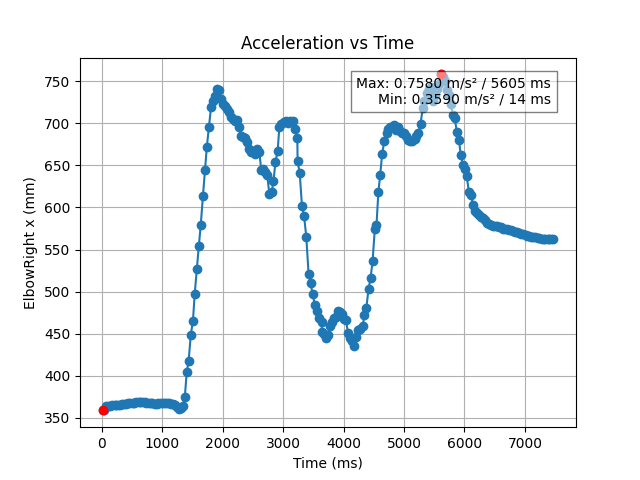 Acceleration vs Time
Max: 0.7580 m/s² / 5605 ms
Min: 0.3590 m/s² / 14 ms
ElbowRight x (mm)
750
700
650
600
550
500
450
400
350
0 1000 2000 3000 4000 5000 6000 7000
Time (ms)